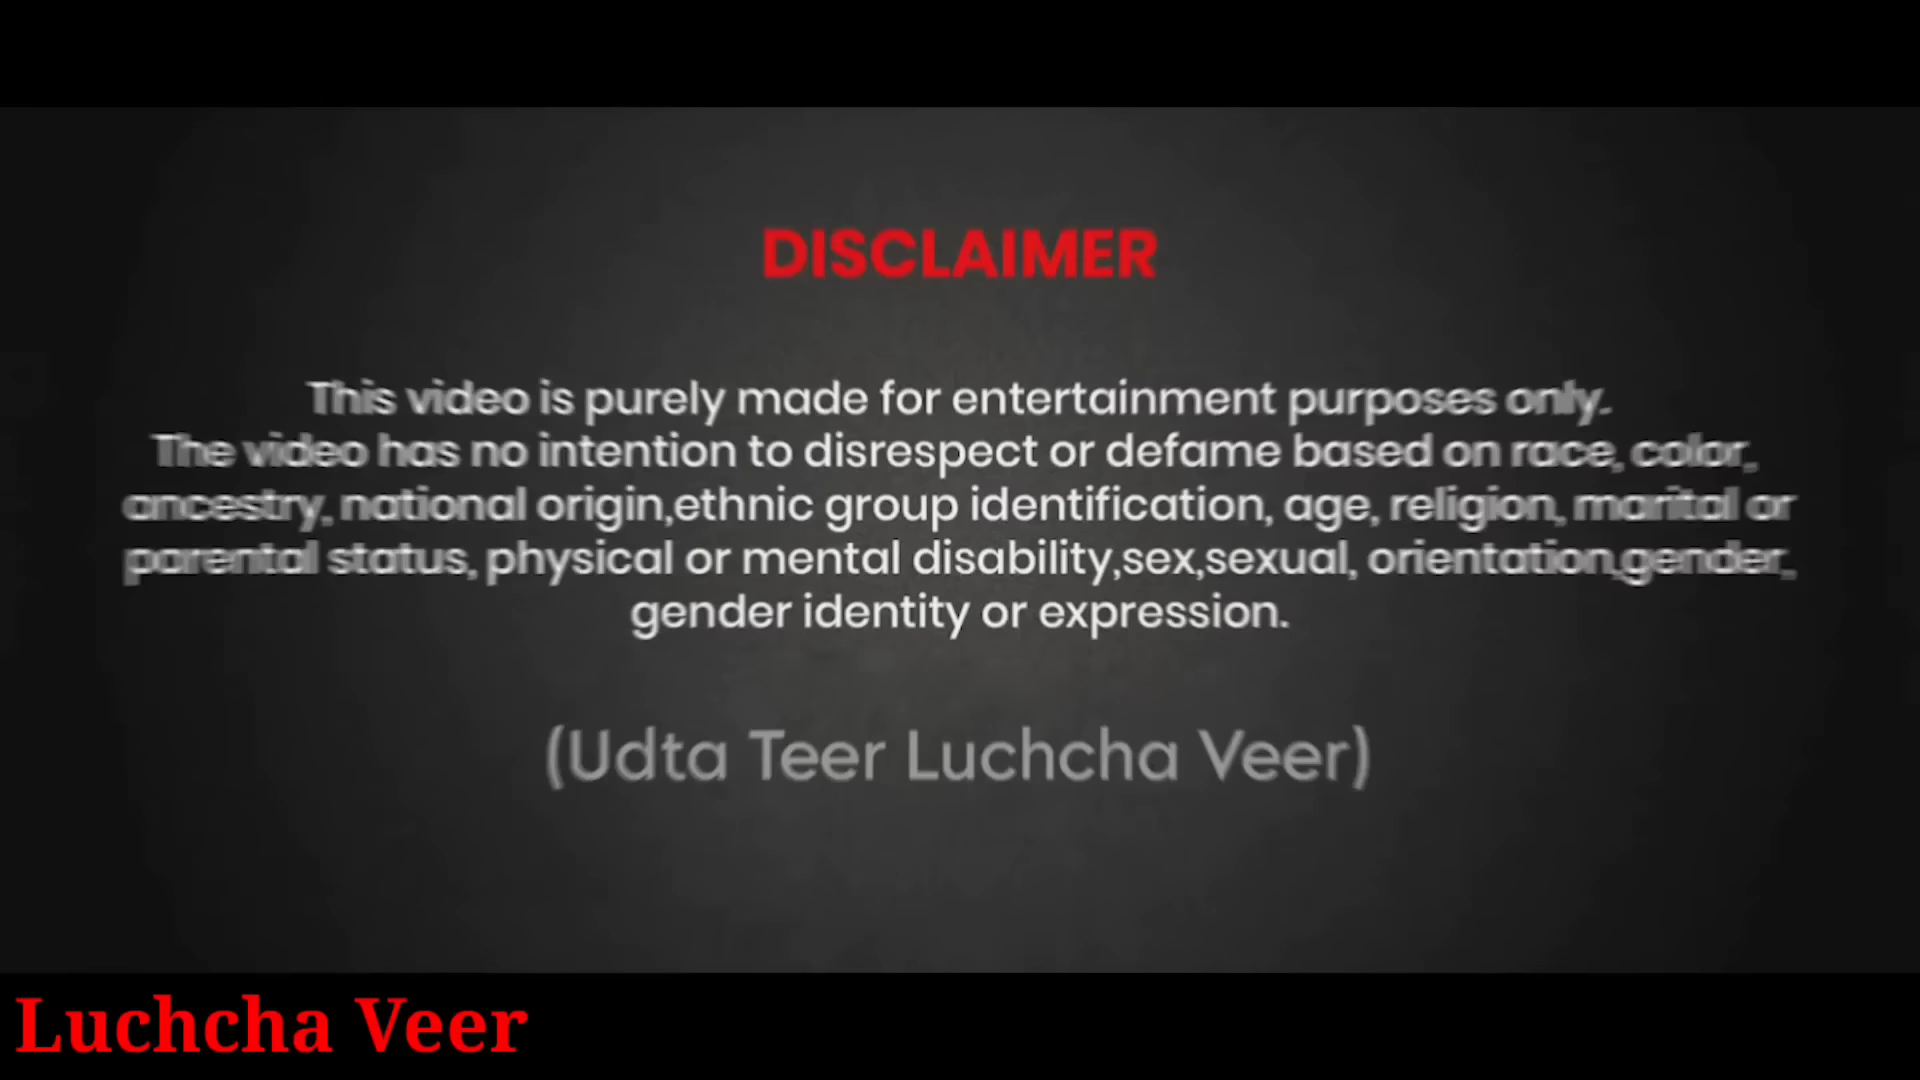 DISCLAIMER
This video is purely made for entertainment purposes only.
The video has no intention to disrespect or defame based on race, color,
ancestry, national origin,ethnic group identification, age, religion, marital or
parental status, physical or mental disability,sex,sexual, orientation,gender,
gender identity or expression.
(Udta Teer Luchcha Veer)
Luchcha Veer